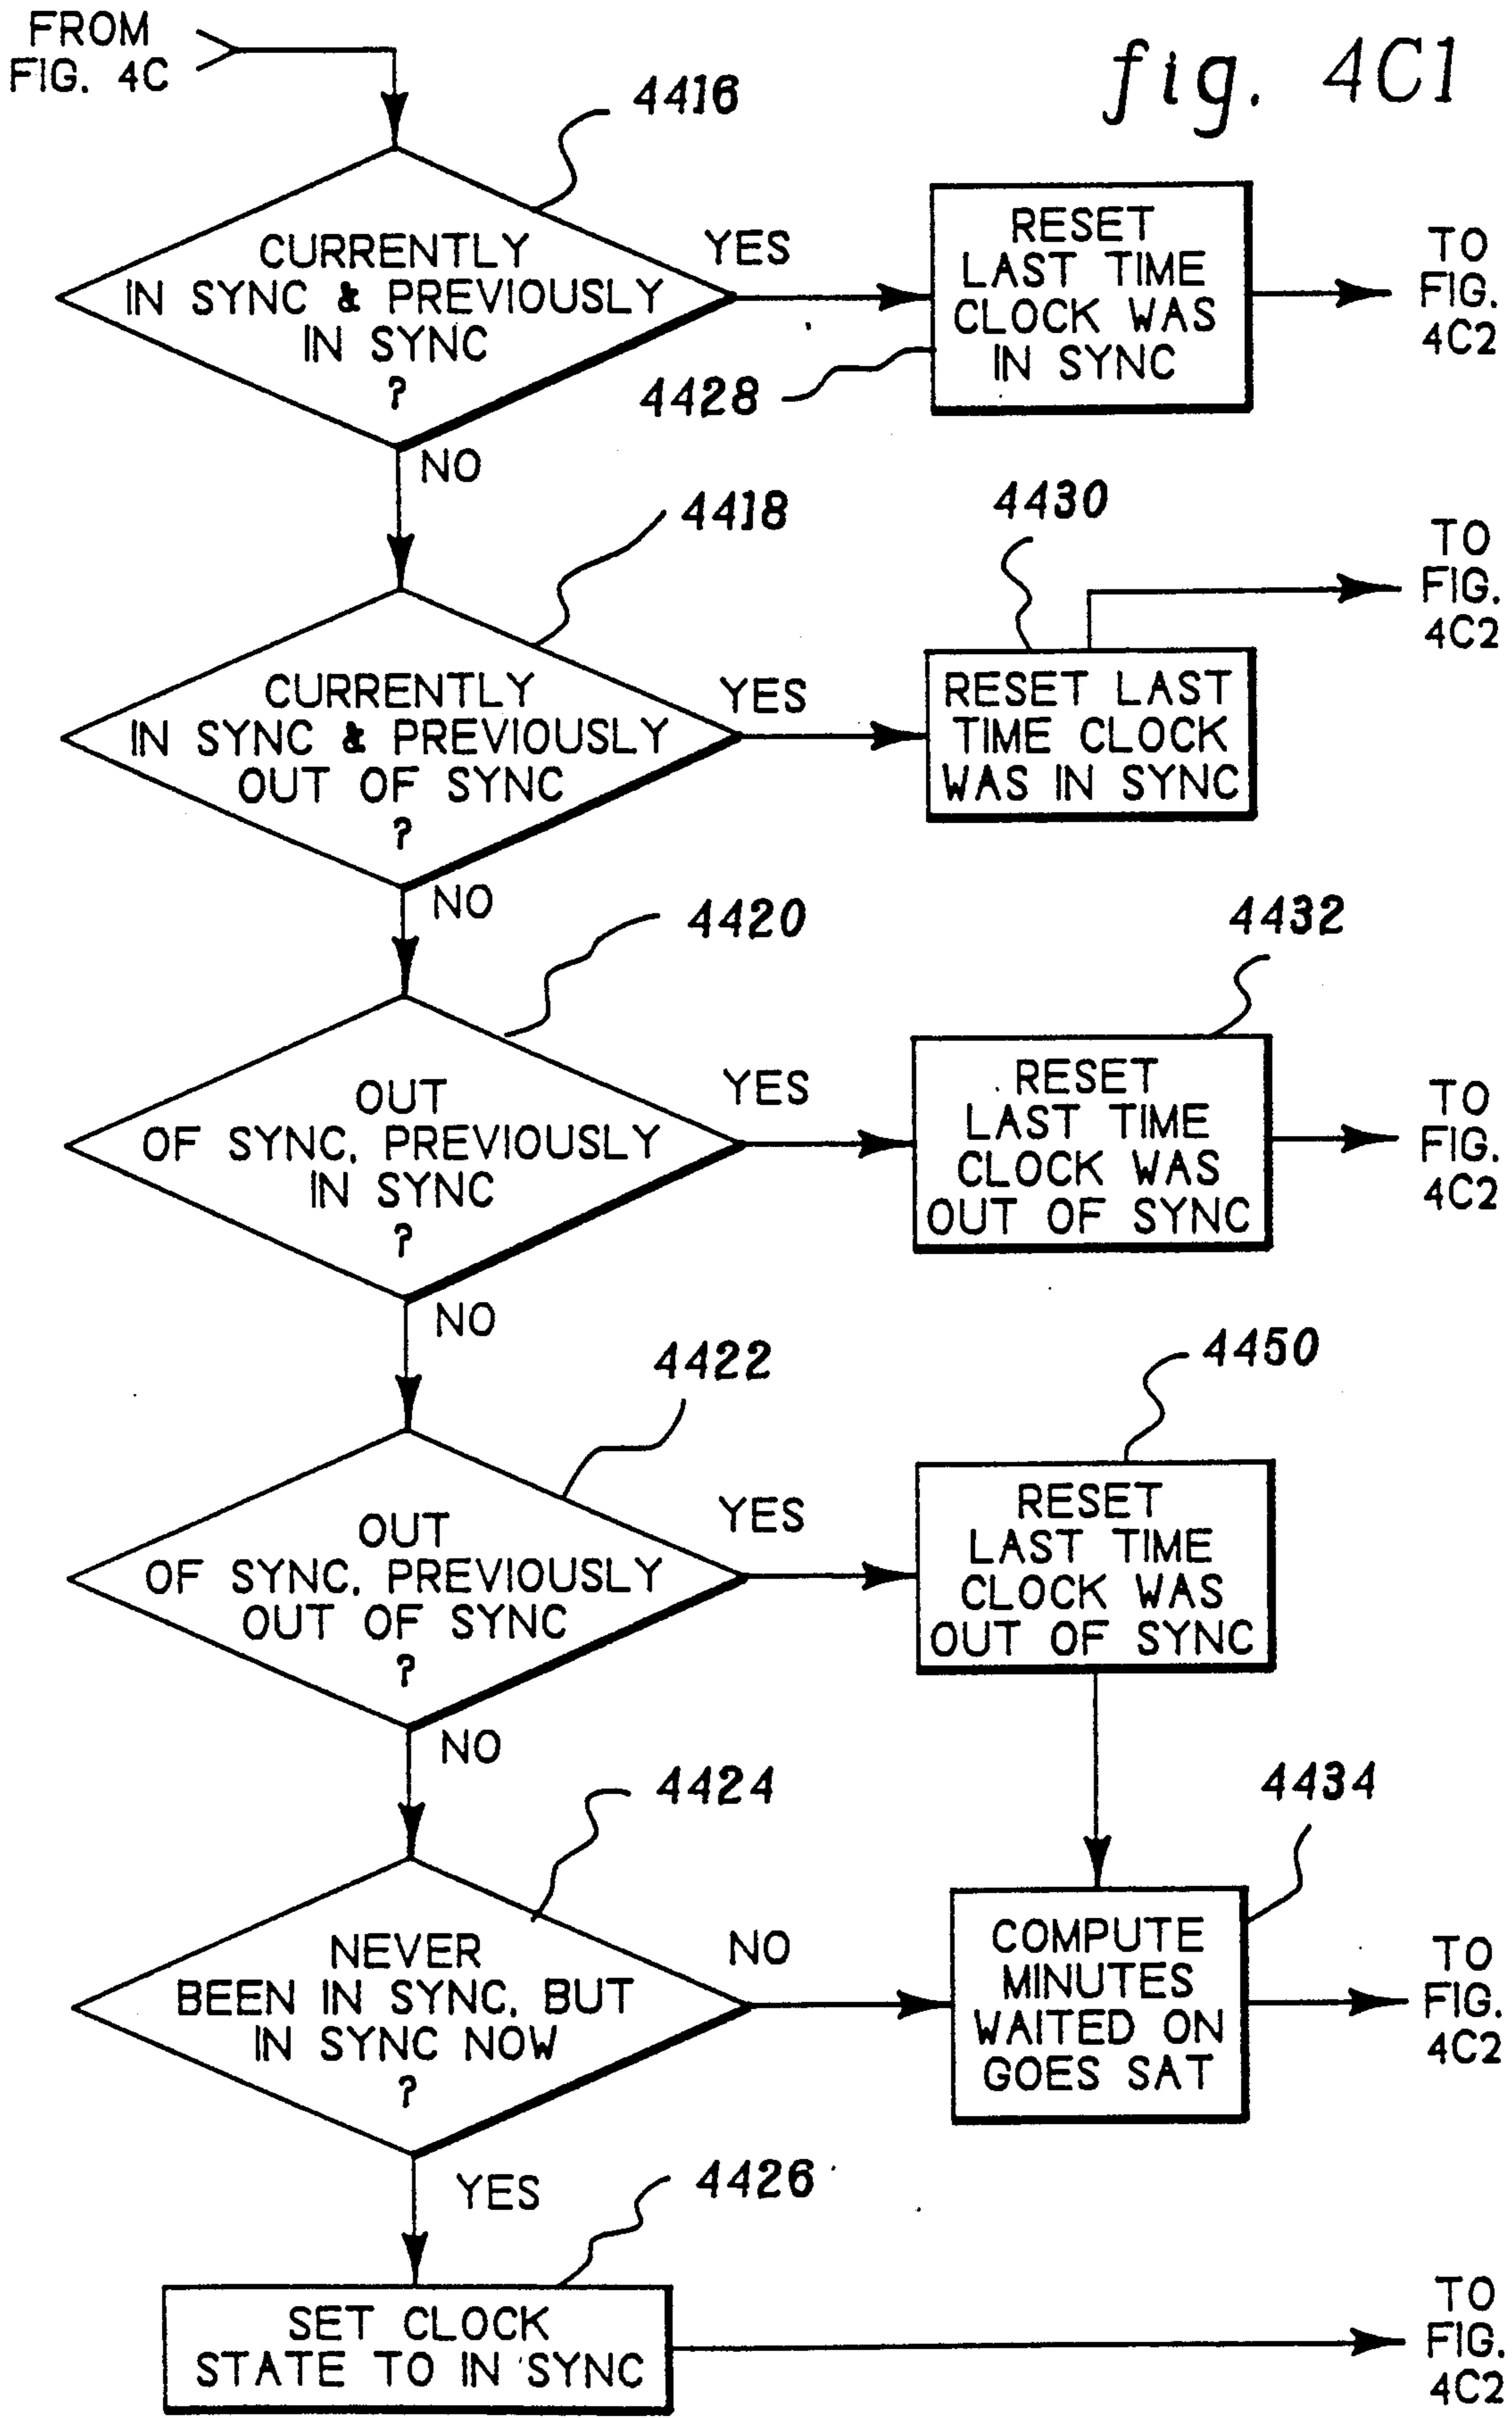 FROM
FIG. 4C
fig. 4C1
4416
CURRENTLY
IN SYNC & PREVIOUSLY
IN SYNC
?
YES
RESET
LAST TIME
CLOCK WAS
IN SYNC
4428
TO
FIG.
4C2
NO
4418
CURRENTLY
IN SYNC & PREVIOUSLY
OUT OF SYNC
?
YES
4430
RESET LAST
TIME CLOCK
WAS IN SYNC
TO
FIG.
4C2
NO
4420
OUT
OF SYNC, PREVIOUSLY
IN SYNC
?
YES
4432
RESET
LAST TIME
CLOCK WAS
OUT OF SYNC
TO
FIG.
4C2
NO
4422
OUT
OF SYNC, PREVIOUSLY
OUT OF SYNC
?
YES
4450
RESET
LAST TIME
CLOCK WAS
OUT OF SYNC
NO
4424
NEVER
BEEN IN SYNC, BUT
IN SYNC NOW
?
NO
4434
COMPUTE
MINUTES
WAITED ON
GOES SAT
TO
FIG.
4C2
YES
4426
SET CLOCK
STATE TO IN SYNC
TO
FIG.
4C2